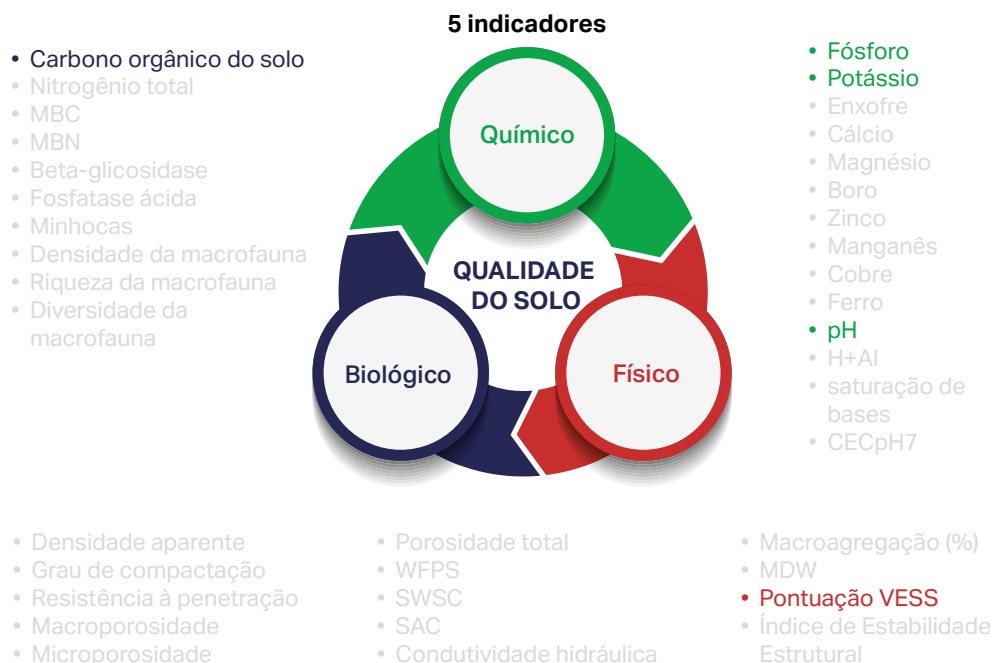 5 indicadores
• Carbono orgânico do solo
• Nitrogênio total
• MBC
• MBN
• Beta-glicosidase
• Fosfatase ácida
• Minhocas
• Densidade da macrofauna
• Riqueza da macrofauna
• Diversidade da
macrofauna
Químico
QUALIDADE
DO SOLO
Biológico
Físico
• Fósforo
• Potássio
• Enxofre
• Cálcio
• Magnésio
• Boro
• Zinco
• Manganês
• Cobre
• Ferro
• pH
• H+Al
• saturação de
bases
• CECpH7
• Densidade aparente
• Grau de compactação
• Resistência à penetração
• Macroporosidade
• Microporosidade
• Porosidade total
• WFPS
• SWSC
• SAC
• Condutividade hidráulica
• Macroagregação (%)
• MDW
• Pontuação VESS
• Índice de Estabilidade
Estrutural